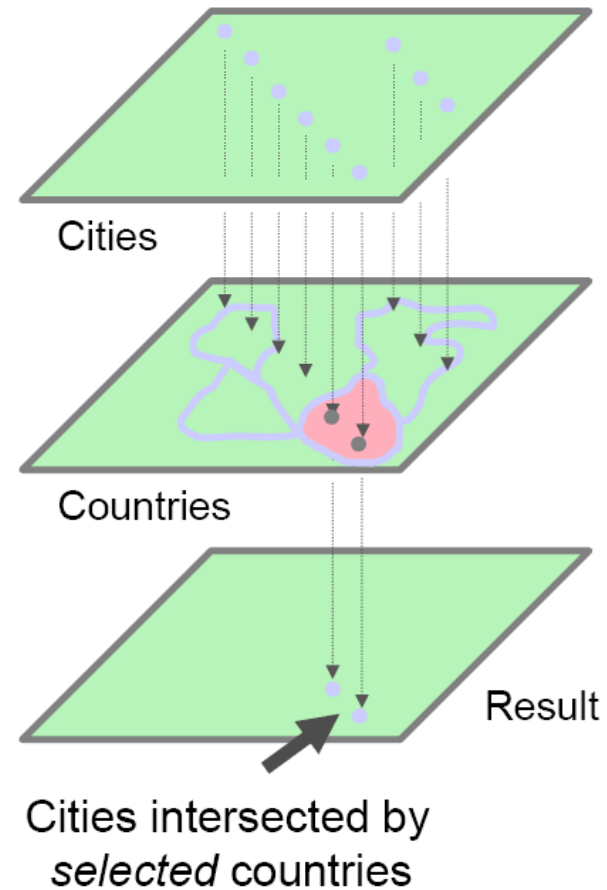 Cities
Countries
Result
Cities intersected by
selected countries